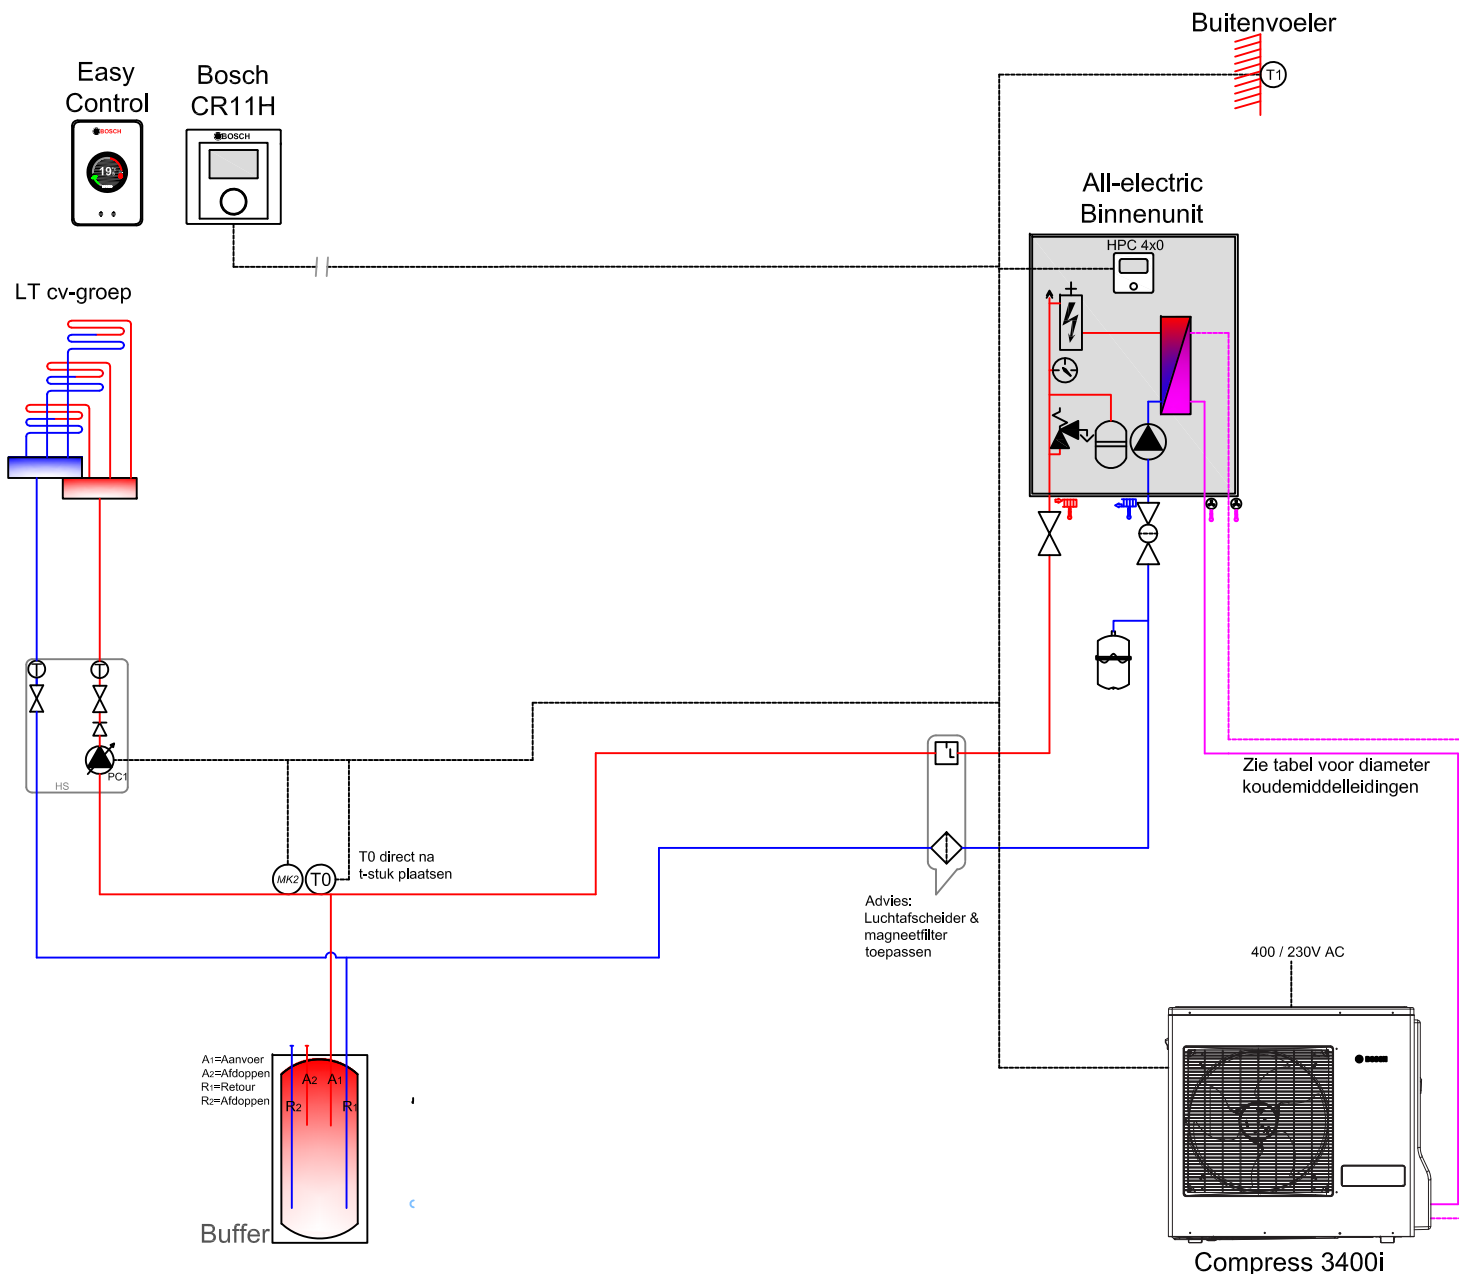 Buitenvoeler
T1
Easy
Control
BOSCH
19
Bosch
CR11H
BOSCH
All-electric
Binnenunit
HPC 4x0
LT cv-groep
T
T
PC1
HS
MK2
T0
T0 direct na
t-stuk plaatsen
L
Advies:
Luchtafscheider &
magneetfilter
toepassen
Zie tabel voor diameter
koudemiddelleidingen
400 / 230V AC
BOSCH
A1=Aanvoer
A2=Afdoppen
R1=Retour
R2=Afdoppen
A2
A1
R2
R1
Buffer
Compress 3400i